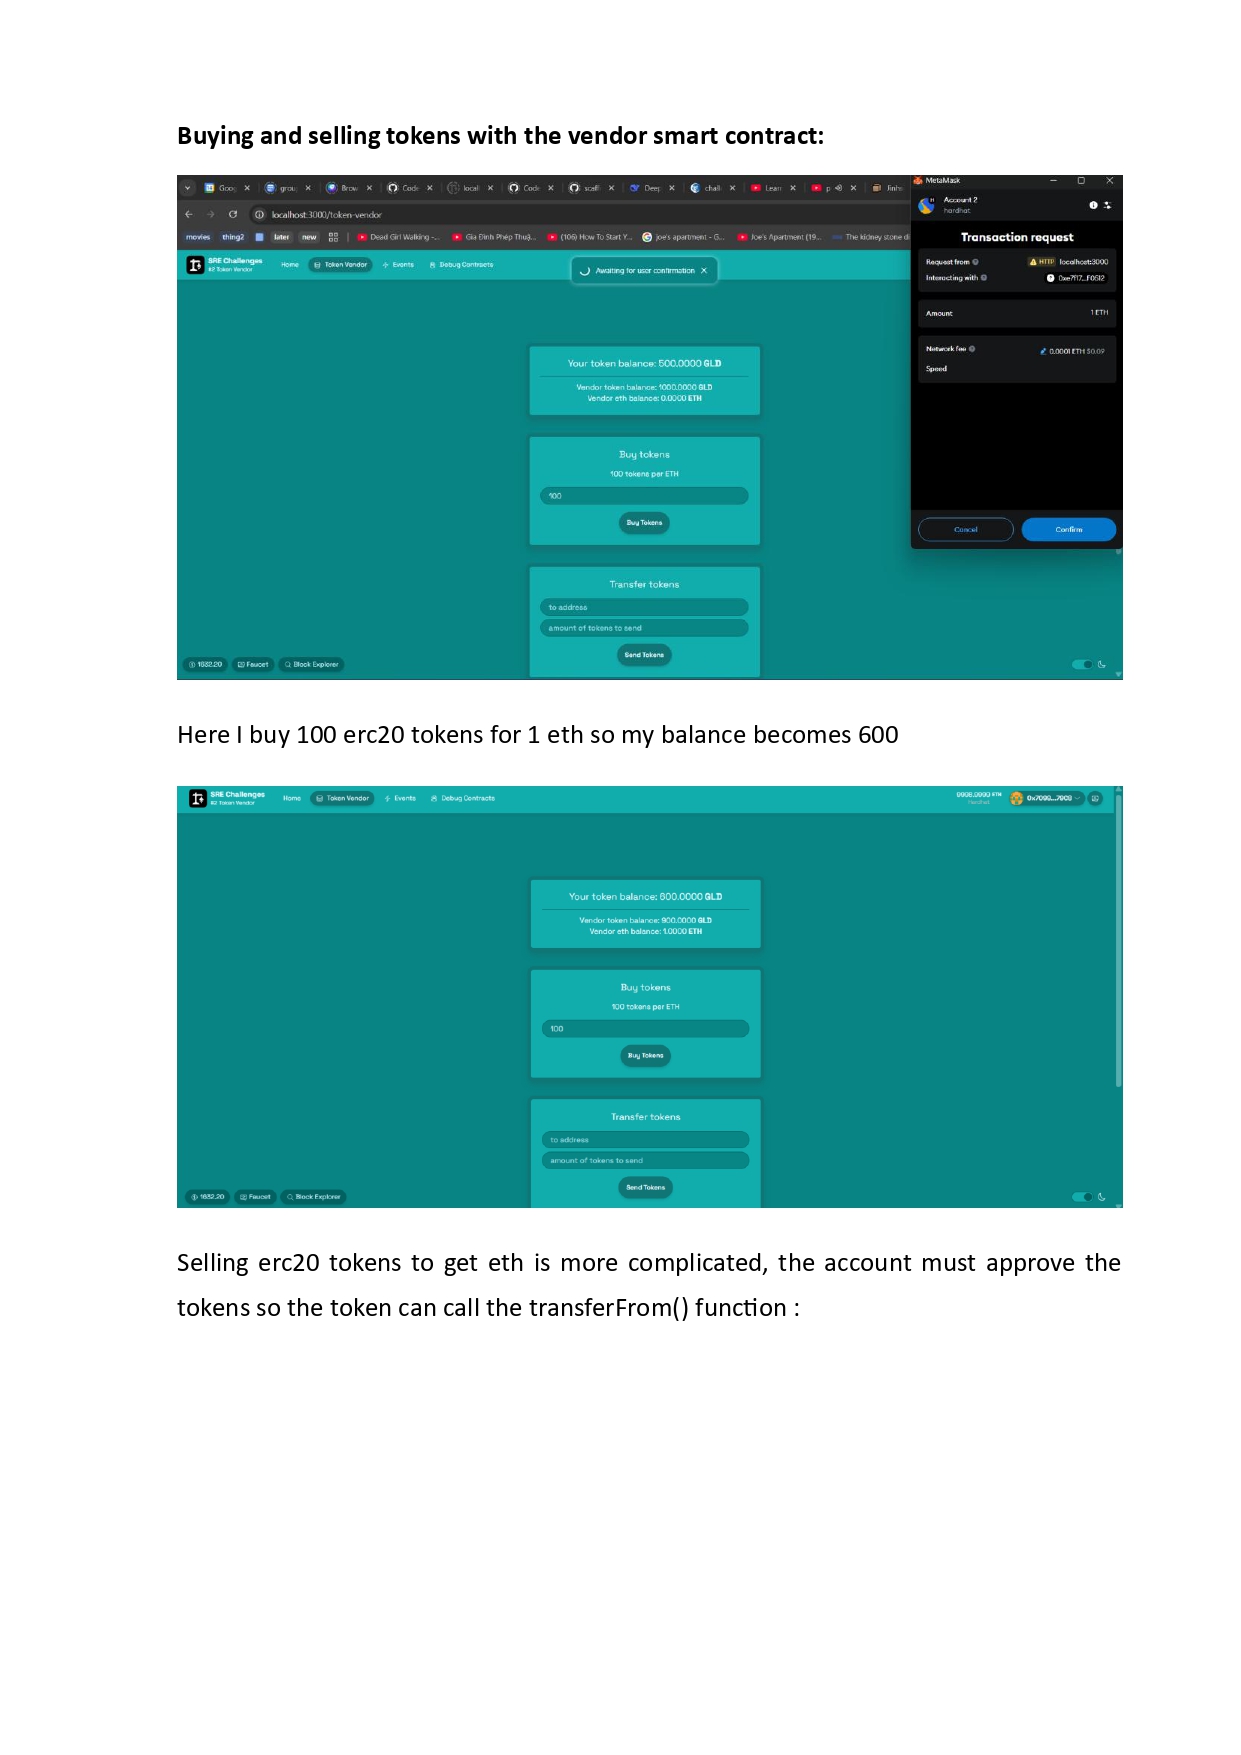 Buying and selling tokens with the vendor smart contract:
Goo
grou
Brow
Cod
locall
Cod
scaff
Deep
chall
Learn
p
MetaMask
localhost:3000/token-vendor
Account 2
hardhat
movies thing2 later new Dead Girl Walking -... Gia Đình Phép Thuậ... (106) How To Start Y... joe's apartment - G... Joe's Apartment (19... The kidney stone di
Transaction request
SRE Challenges
#2 Token Vendor
Home Token Vendor Events Debug Contracts
Awaiting for user confirmation
Request from HTTP localhost:3000
Interacting with 0xe7f17...F0512
Amount 1 ETH
Network fee 0.0001 ETH $0.09
Speed
Your token balance: 500.0000 GLD
Vendor token balance: 1000.0000 GLD
Vendor eth balance: 0.0000 ETH
Buy tokens
100 tokens per ETH
100
Buy Tokens
Cancel Confirm
Transfer tokens
to address
amount of tokens to send
Send Tokens
1632.20 Faucet Block Explorer
Here I buy 100 erc20 tokens for 1 eth so my balance becomes 600
SRE Challenges
#2 Token Vendor
Home Token Vendor Events Debug Contracts
Hardhat
0x7099...79C8
Your token balance: 600.0000 GLD
Vendor token balance: 900.0000 GLD
Vendor eth balance: 1.0000 ETH
Buy tokens
100 tokens per ETH
100
Buy Tokens
Transfer tokens
to address
amount of tokens to send
Send Tokens
1632.20 Faucet Block Explorer
Selling erc20 tokens to get eth is more complicated, the account must approve the
tokens so the token can call the transferFrom() function :